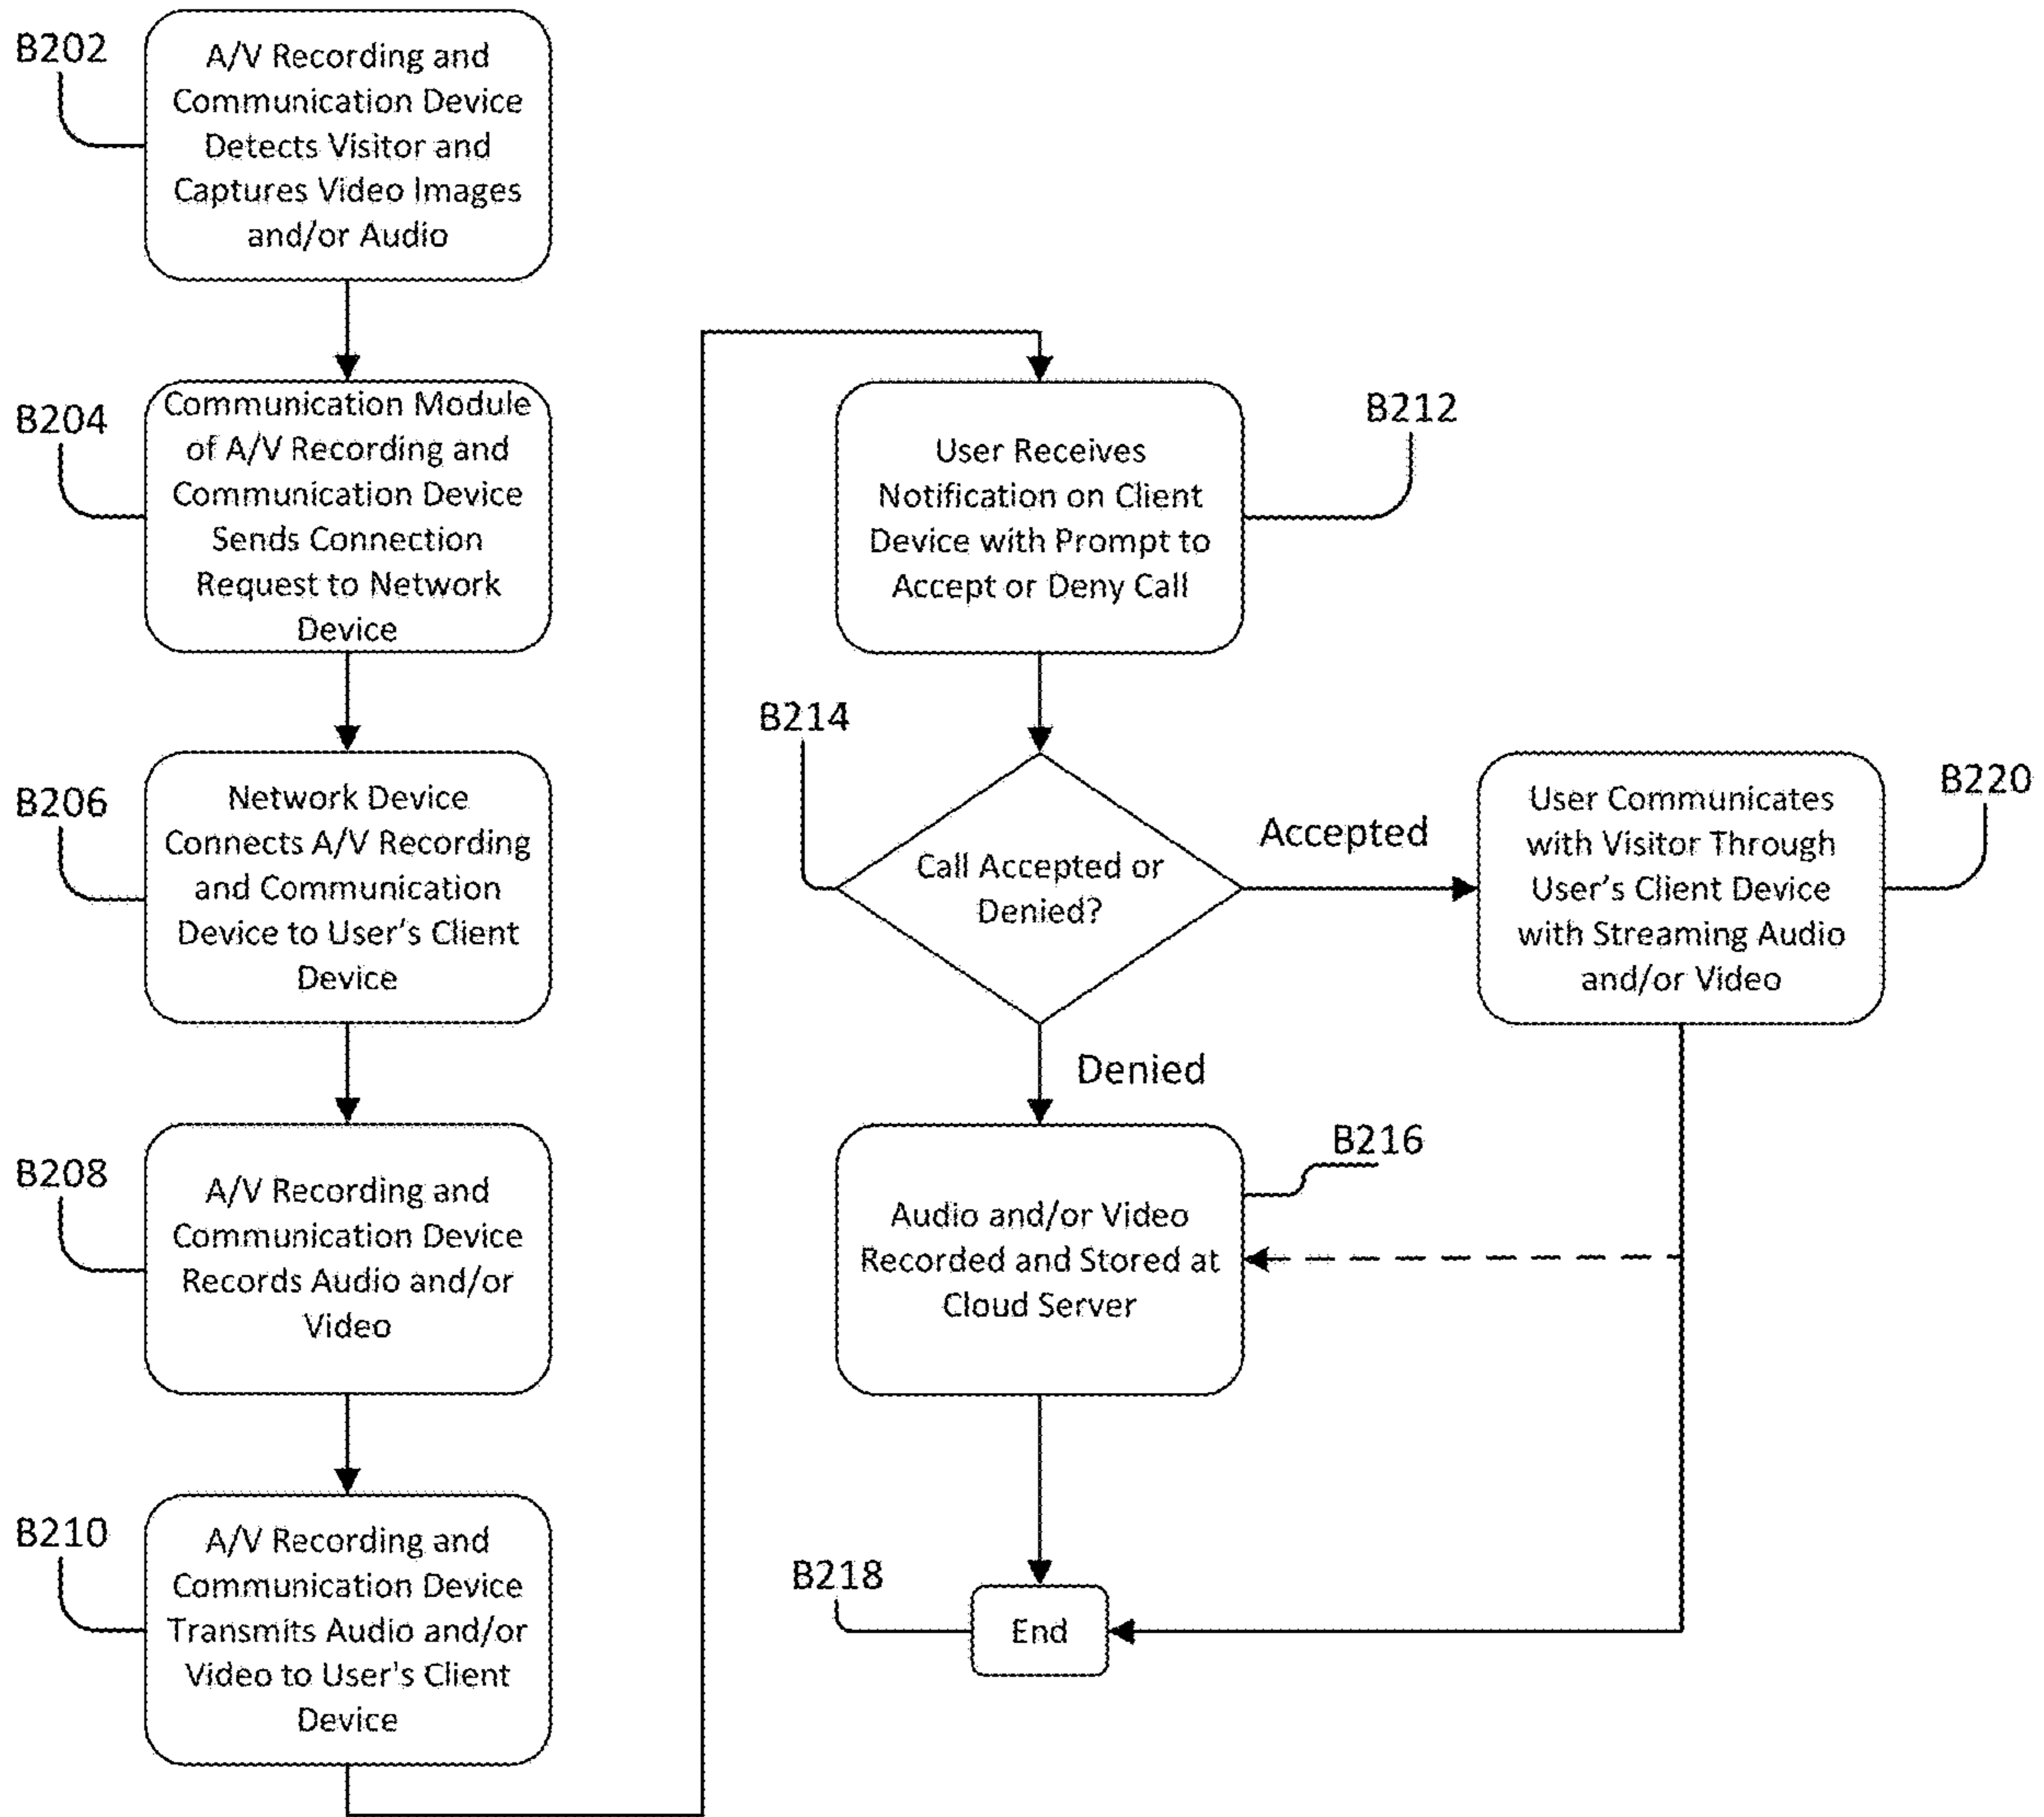 B202
A/V Recording and
Communication Device
Detects Visitor and
Captures Video Images
and/or Audio
B204
Communication Module
of A/V Recording and
Communication Device
Sends Connection
Request to Network
Device
B206
Network Device
Connects A/V Recording
and Communication
Device to User's Client
Device
B208
A/V Recording and
Communication Device
Records Audio and/or
Video
B210
A/V Recording and
Communication Device
Transmits Audio and/or
Video to User's Client
Device
B212
User Receives
Notification on Client
Device with Prompt to
Accept or Deny Call
B214
Call Accepted or
Denied?
Accepted
B220
User Communicates
with Visitor Through
User's Client Device
with Streaming Audio
and/or Video
Denied
B216
Audio and/or Video
Recorded and Stored at
Cloud Server
B218
End